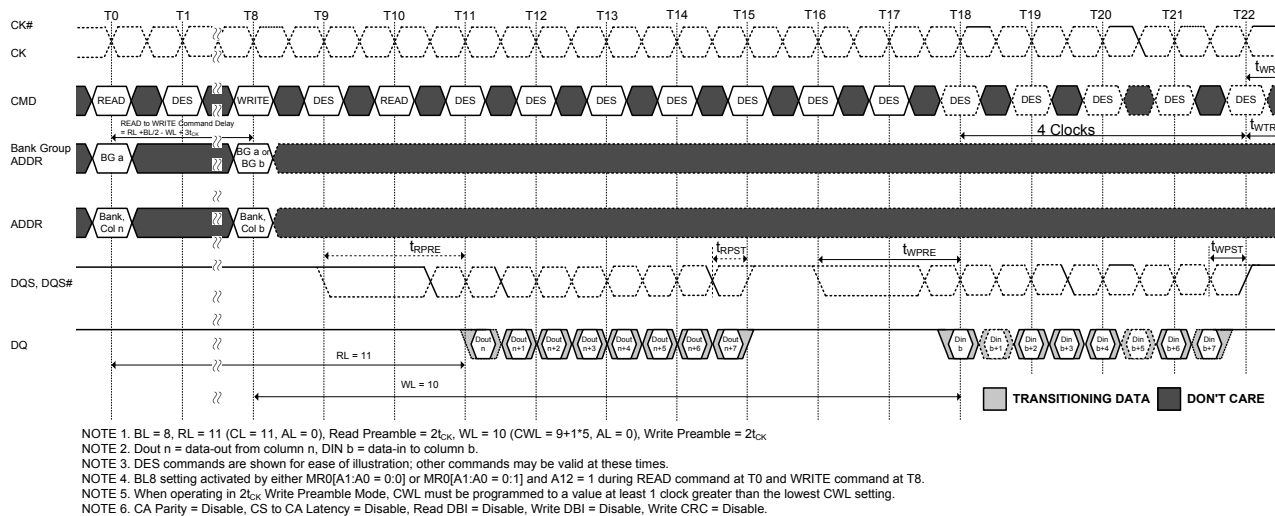 CK#
CK
T0 T1 T8 T9 T10 T11 T12 T13 T14 T15 T16 T17 T18 T19 T20 T21 T22
tWR
CMD
READ DES WRITE DES READ DES DES DES DES DES DES DES DES DES DES DES DES
READ to WRITE Command Delay
= RL +BL/2 - WL + 3tCK
4 Clocks
tWTR
Bank Group
ADDR
BG a
BG a or
BG b
ADDR
Bank,
Col n
Bank,
Col b
tRPRE
tRPST
tWPRE
tWPST
DQS, DQS#
DQ
Dout
n
Dout
n+1
Dout
n+2
Dout
n+3
Dout
n+4
Dout
n+5
Dout
n+6
Dout
n+7
Din
b
Din
b+1
Din
b+2
Din
b+3
Din
b+4
Din
b+5
Din
b+6
Din
b+7
RL = 11
WL = 10
TRANSITIONING DATA
DON'T CARE
NOTE 1. BL = 8, RL = 11 (CL = 11, AL = 0), Read Preamble = 2tCK, WL = 10 (CWL = 9+1*5, AL = 0), Write Preamble = 2tCK
NOTE 2. Dout n = data-out from column n, DIN b = data-in to column b.
NOTE 3. DES commands are shown for ease of illustration; other commands may be valid at these times.
NOTE 4. BL8 setting activated by either MR0[A1:A0 = 0:0] or MR0[A1:A0 = 0:1] and A12 = 1 during READ command at T0 and WRITE command at T8.
NOTE 5. When operating in 2tCK Write Preamble Mode, CWL must be programmed to a value at least 1 clock greater than the lowest CWL setting.
NOTE 6. CA Parity = Disable, CS to CA Latency = Disable, Read DBI = Disable, Write DBI = Disable, Write CRC = Disable.